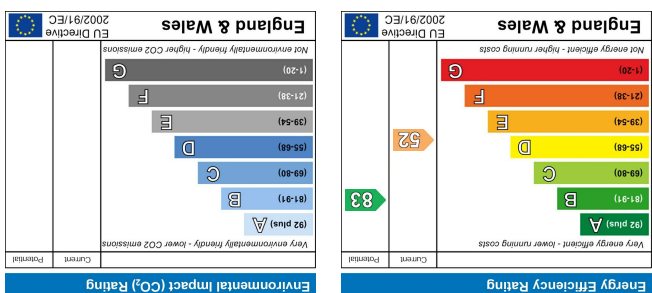 Energy Efficiency Rating
Current
Potential
Very energy efficient - lower running costs
(92 plus) A
(81-91) B
(69-80) C
(55-68) D
(39-54) E
(21-38) F
(1-20) G
83
52
Not energy efficient - higher running costs
England & Wales
EU Directive
2002/91/EC
Environmental Impact (CO₂) Rating
Current
Potential
Very environmentally friendly - lower CO2 emissions
(92 plus) A
(81-91) B
(69-80) C
(55-68) D
(39-54) E
(21-38) F
(1-20) G
Not environmentally friendly - higher CO2 emissions
England & Wales
EU Directive
2002/91/EC